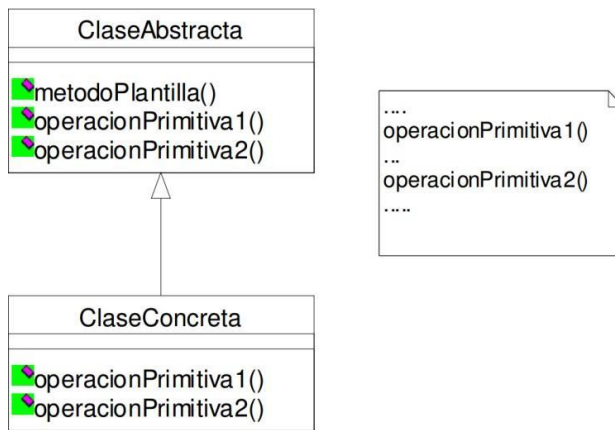 ClaseAbstracta
metodoPlantilla()
operacionPrimitiva1()
operacionPrimitiva2()
....
operacionPrimitiva1()
...
operacionPrimitiva2()
.....
ClaseConcreta
operacionPrimitiva1()
operacionPrimitiva2()